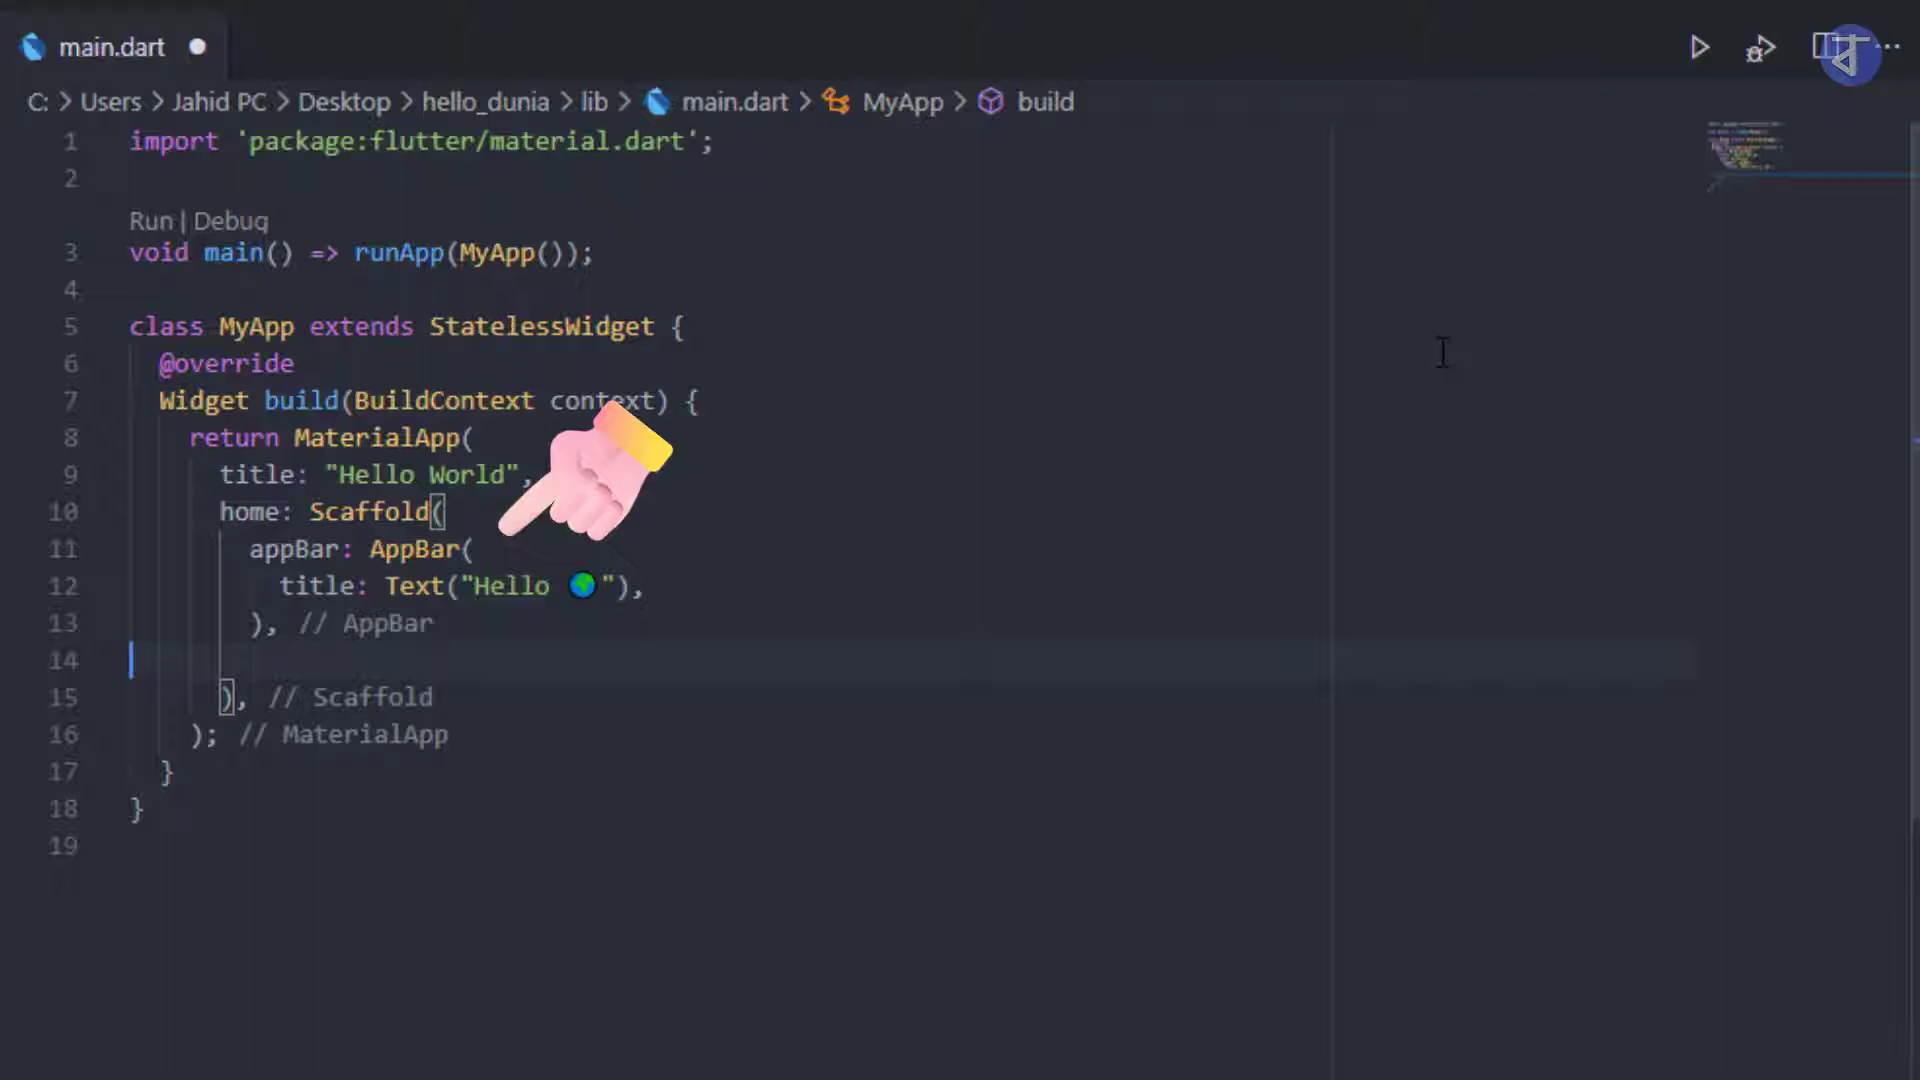 main.dart
C: > Users > Jahid PC > Desktop > hello_dunia > lib > main.dart > MyApp > build
1 import 'package:flutter/material.dart';
2
Run | Debug
3 void main() => runApp(MyApp());
4
5 class MyApp extends StatelessWidget {
6 @override
7 Widget build(BuildContext context) {
8 return MaterialApp(
9 title: "Hello World",
10 home: Scaffold(
11 appBar: AppBar(
12 title: Text("Hello 🌍"),
13 ), // AppBar
14
15 ), // Scaffold
16 ); // MaterialApp
17 }
18 }
19